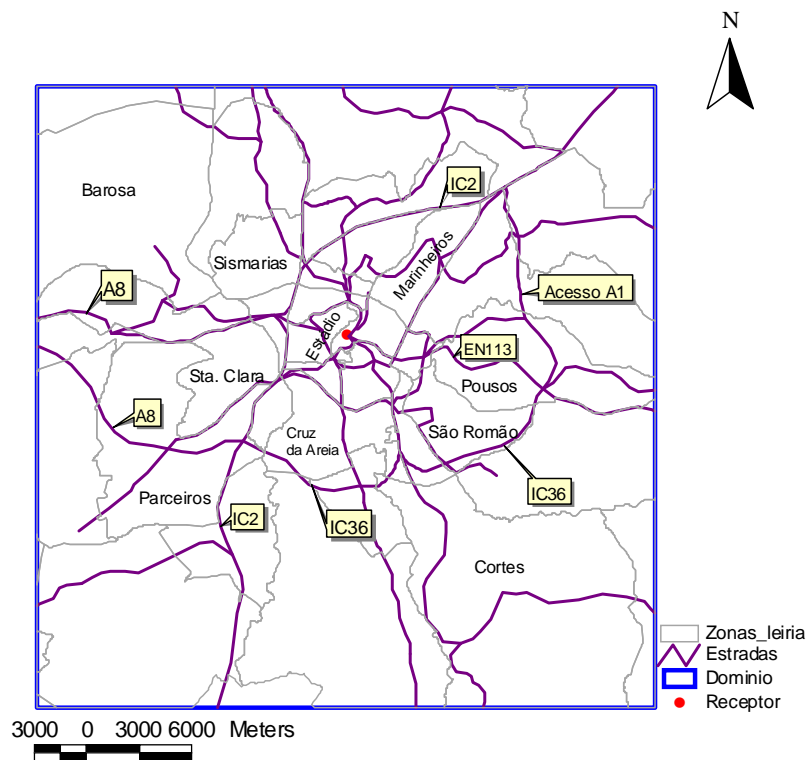 N
Barosa
IC2
Sismarias
Marinheiros
A8
Acesso A1
Estadio
EN113
Sta. Clara
Pousos
A8
Cruz
da Areia
São Romão
Parceiros
IC2
IC36
IC36
Cortes
Zonas_leiria
Estradas
Dominio
Receptor
3000 0 3000 6000 Meters